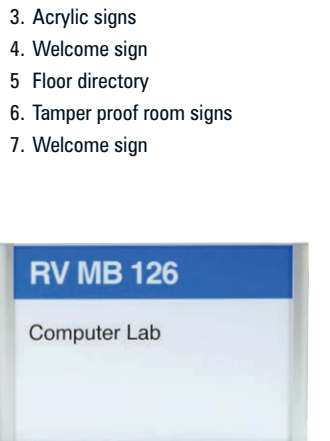 3. Acrylic signs
4. Welcome sign
5 Floor directory
6. Tamper proof room signs
7. Welcome sign
RV MB 126
Computer Lab